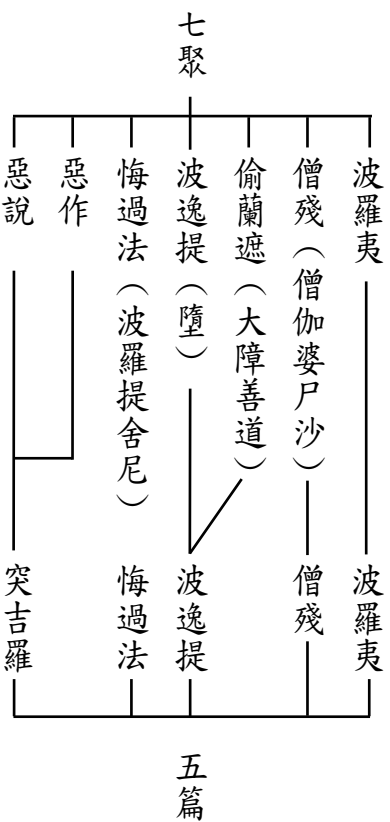 七聚
波羅夷
僧殘（僧伽婆尸沙）
偷蘭遮（大障善道）
波逸提（墮）
悔過法（波羅提舍尼）
惡作
惡說
波羅夷
僧殘
波逸提
悔過法
突吉羅
五篇